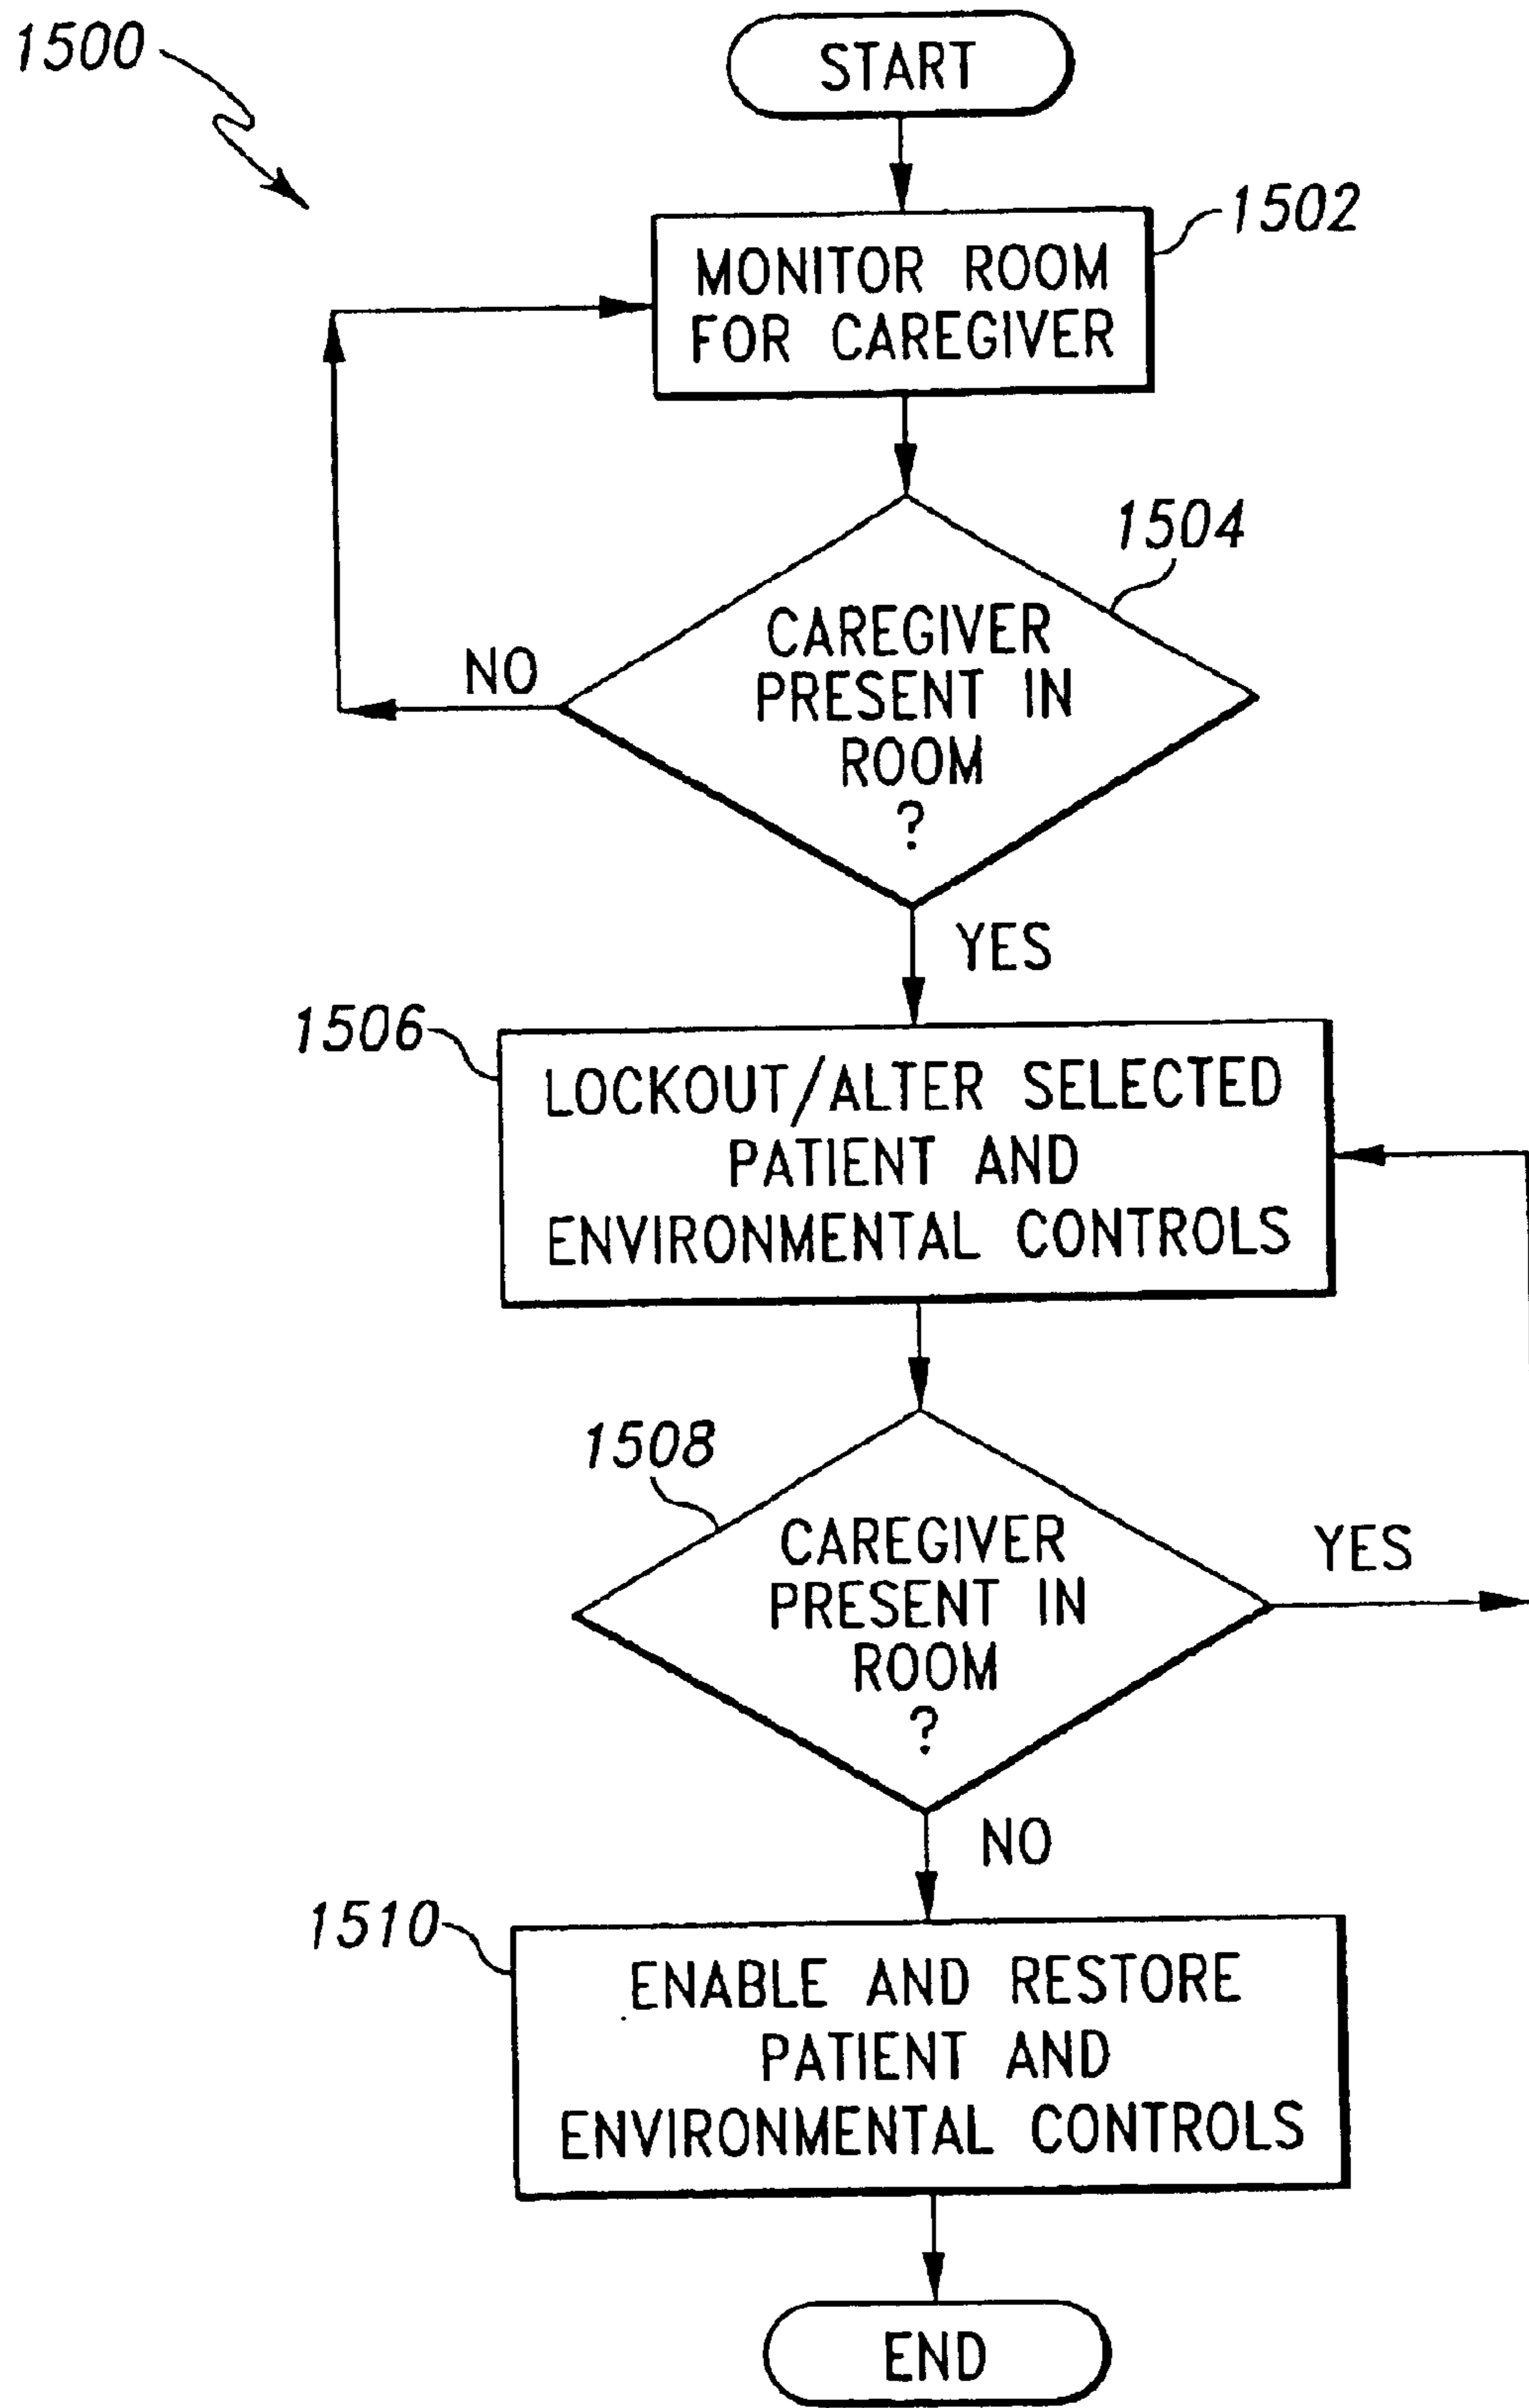 1500
START
1502
MONITOR ROOM
FOR CAREGIVER
1504
CAREGIVER
PRESENT IN
ROOM
?
NO
YES
1506
LOCKOUT/ALTER SELECTED
PATIENT AND
ENVIRONMENTAL CONTROLS
1508
CAREGIVER
PRESENT IN
ROOM
?
YES
NO
1510
ENABLE AND RESTORE
PATIENT AND
ENVIRONMENTAL CONTROLS
END